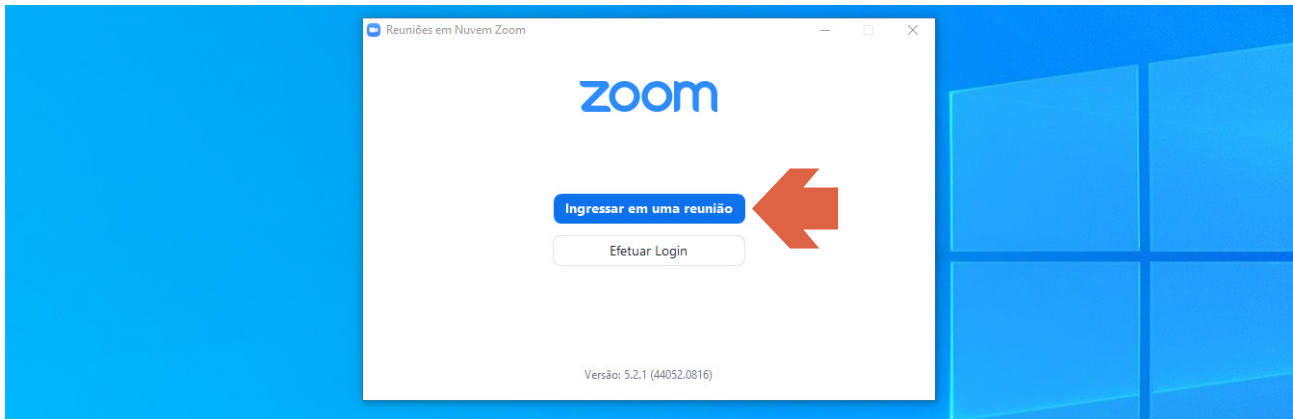 Reuniões em Nuvem Zoom
zoom
Ingressar em uma reunião
Efetuar Login
Versão: 5.2.1 (44052.0816)